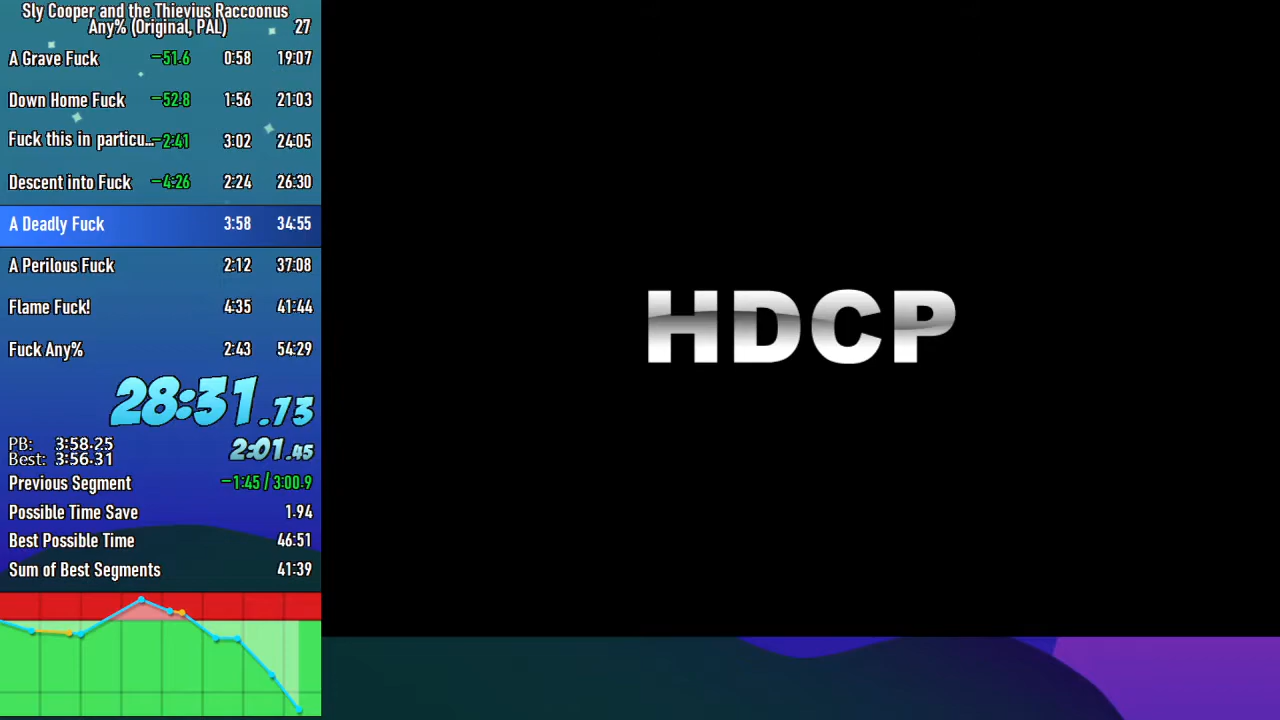 Sly Cooper and the Thievius Raccoonus
Any% (Original, PAL) 27
A Grave Fuck −51.6 0:58 19:07
Down Home Fuck −52.8 1:56 21:03
Fuck this in particu... −2:41 3:02 24:05
Descent into Fuck −4:26 2:24 26:30
A Deadly Fuck 3:58 34:55
A Perilous Fuck 2:12 37:08
Flame Fuck! 4:35 41:44
Fuck Any% 2:43 54:29
28:31.73
PB: 3:58.25 2:01.45
Best: 3:56.31
Previous Segment −1:45 / 3:00.9
Possible Time Save 1.94
Best Possible Time 46:51
Sum of Best Segments 41:39
HDCP